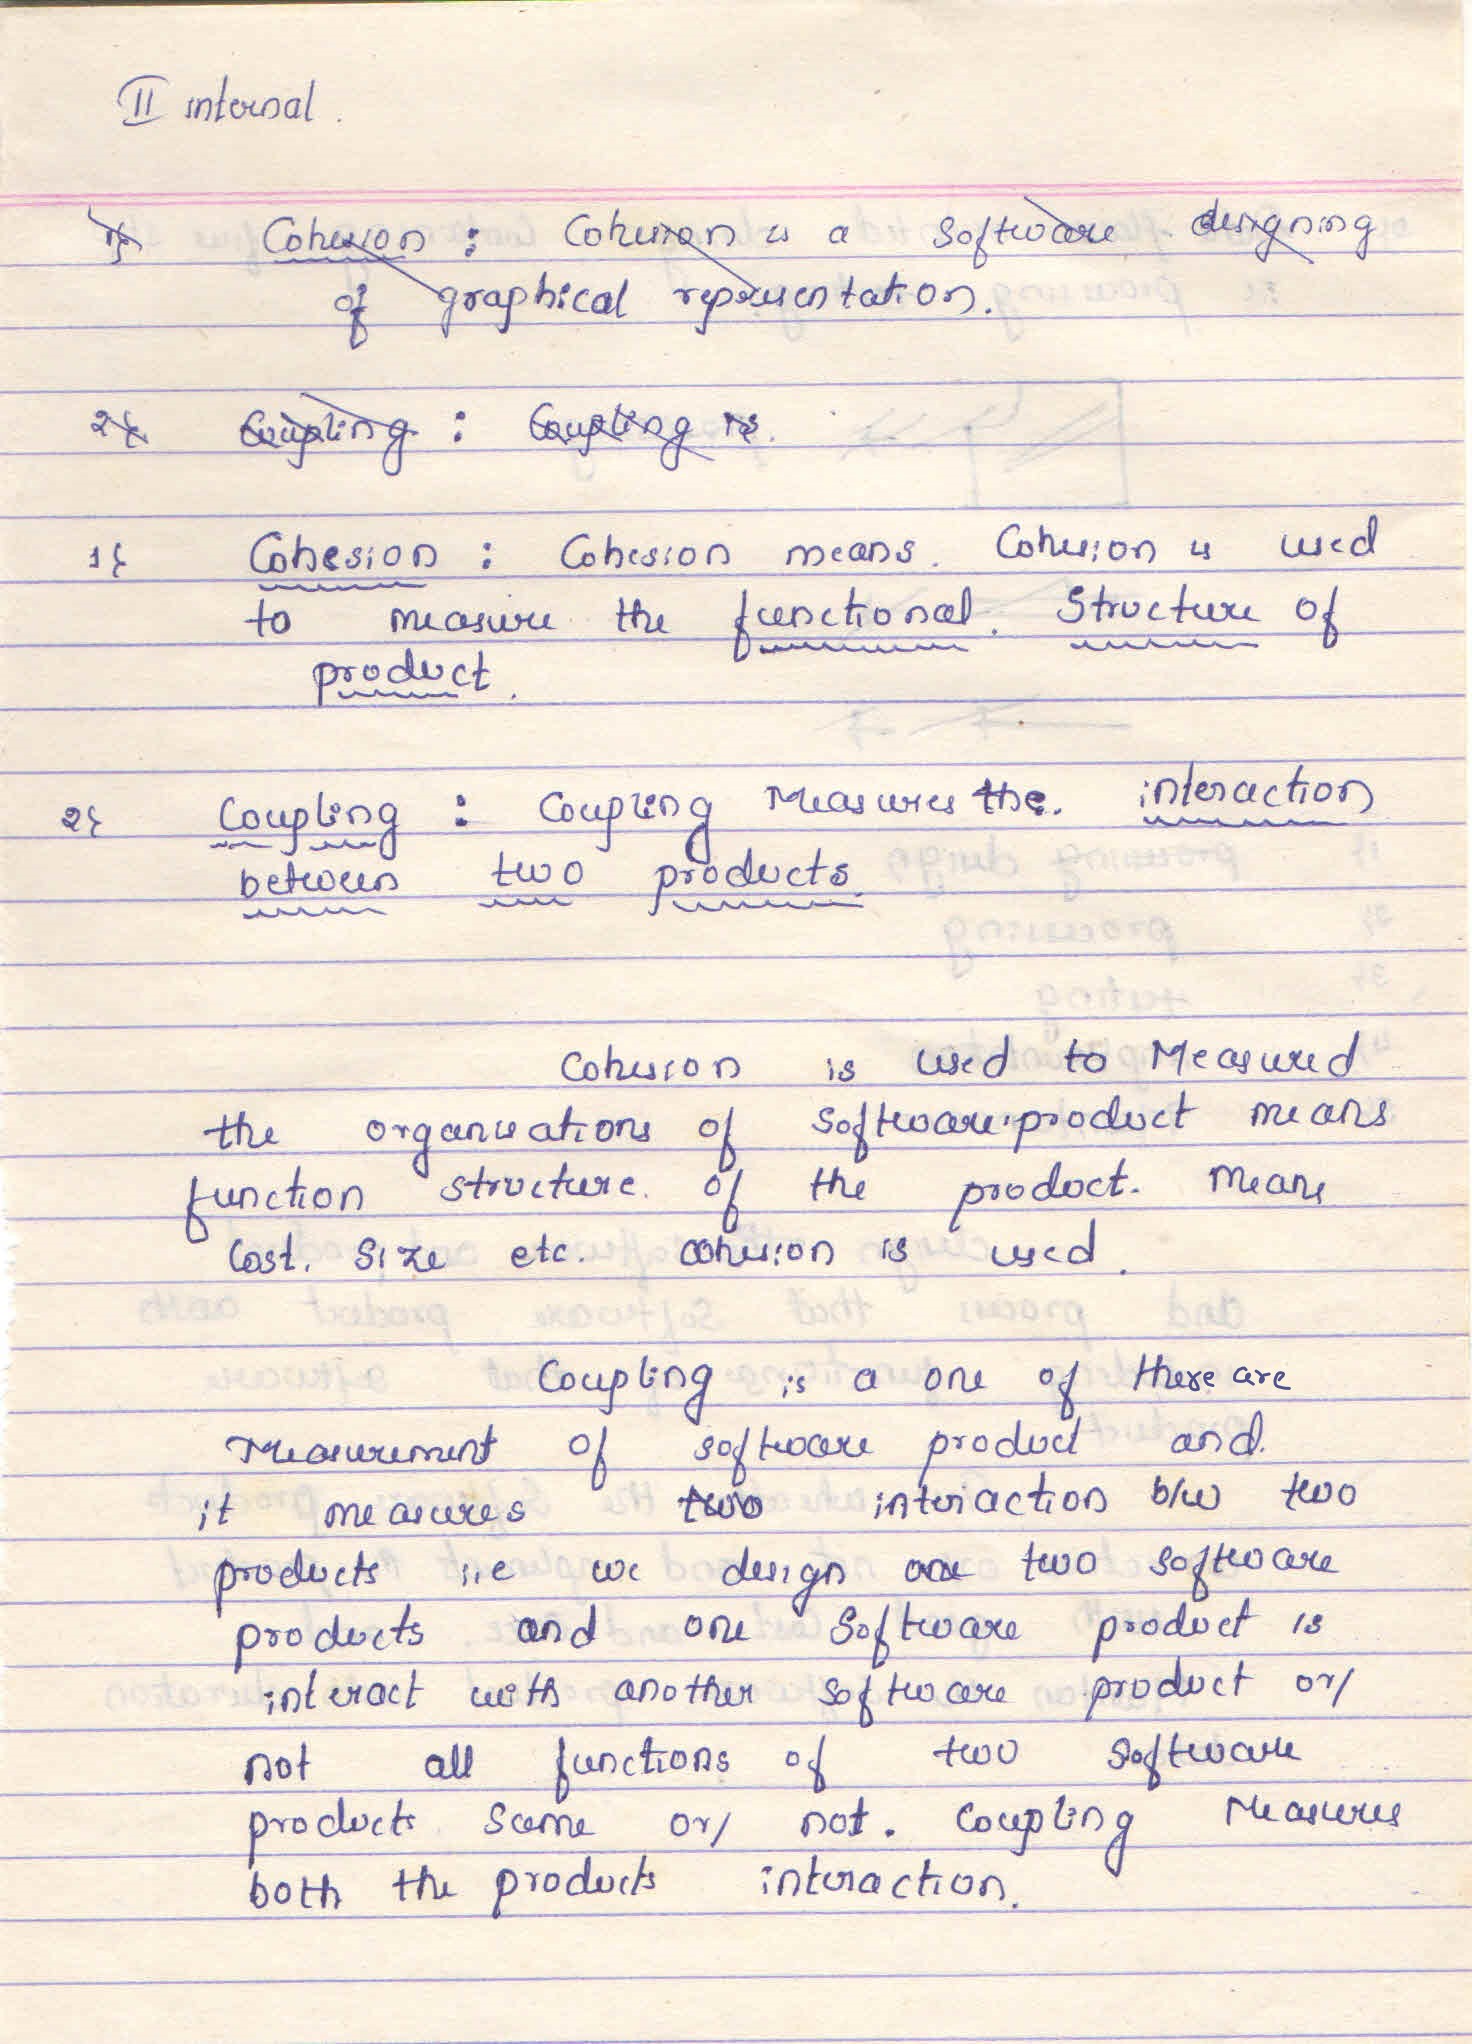 II internal.
1} Cohesion : Cohesion is a Software designing
of graphical representation.
2} Coupling : Coupling is.
1} Cohesion : Cohesion means. Cohesion is used
to measure the functional. Structure of
product.
2} Coupling : Coupling Measures the. interaction
between two products.
Cohesion is used to Measured
the organisations of Software product means
function structure. of the product. Means
Cost. Size etc. cohesion is used.
Coupling is a one of there are
Measurement of software product and.
it measures two interaction b/w two
products i.e we design are two software
products and one Software product is
interact with another software product or/
not all functions of two software
products same or/ not. Coupling Measures
both the products interaction.